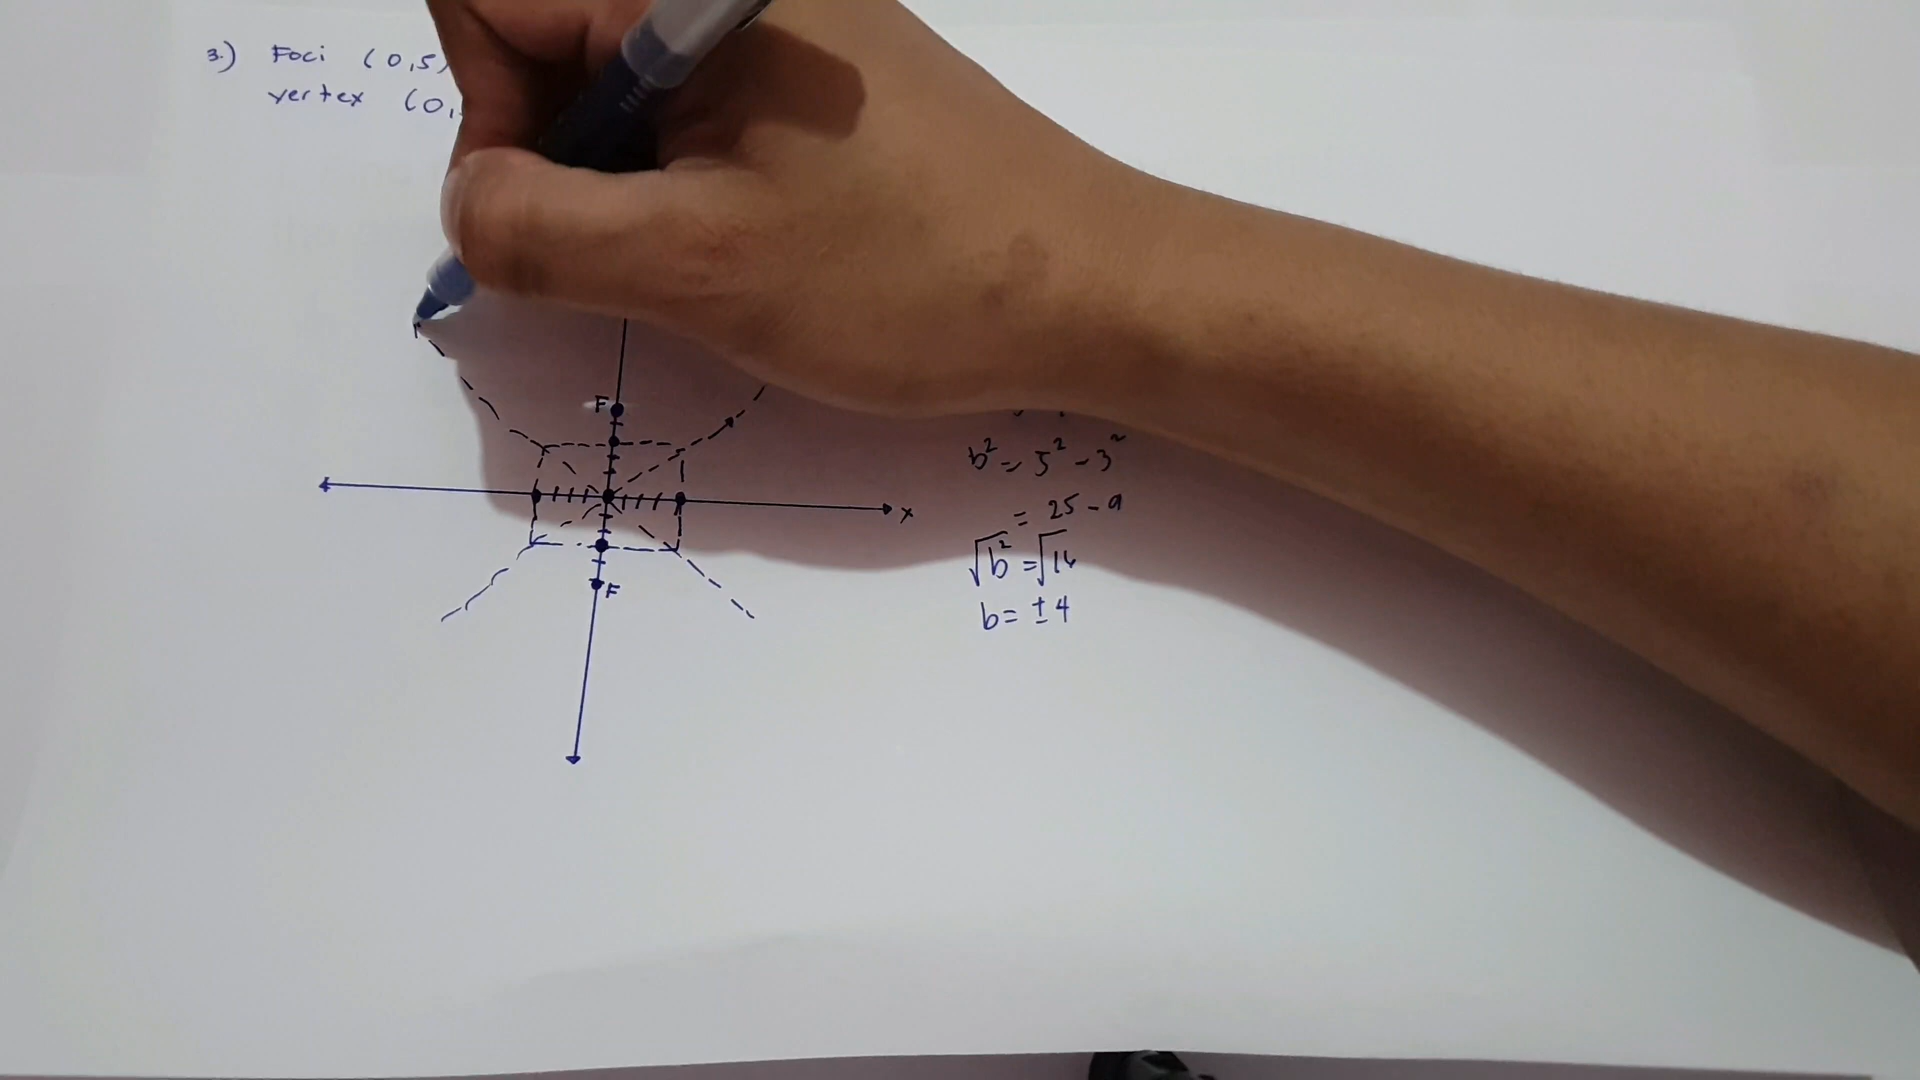 3.) Foci (0,5)
vertex (0,
F
x
F
b² = 5² - 3²
= 25 - 9
√b² = √16
b = ± 4